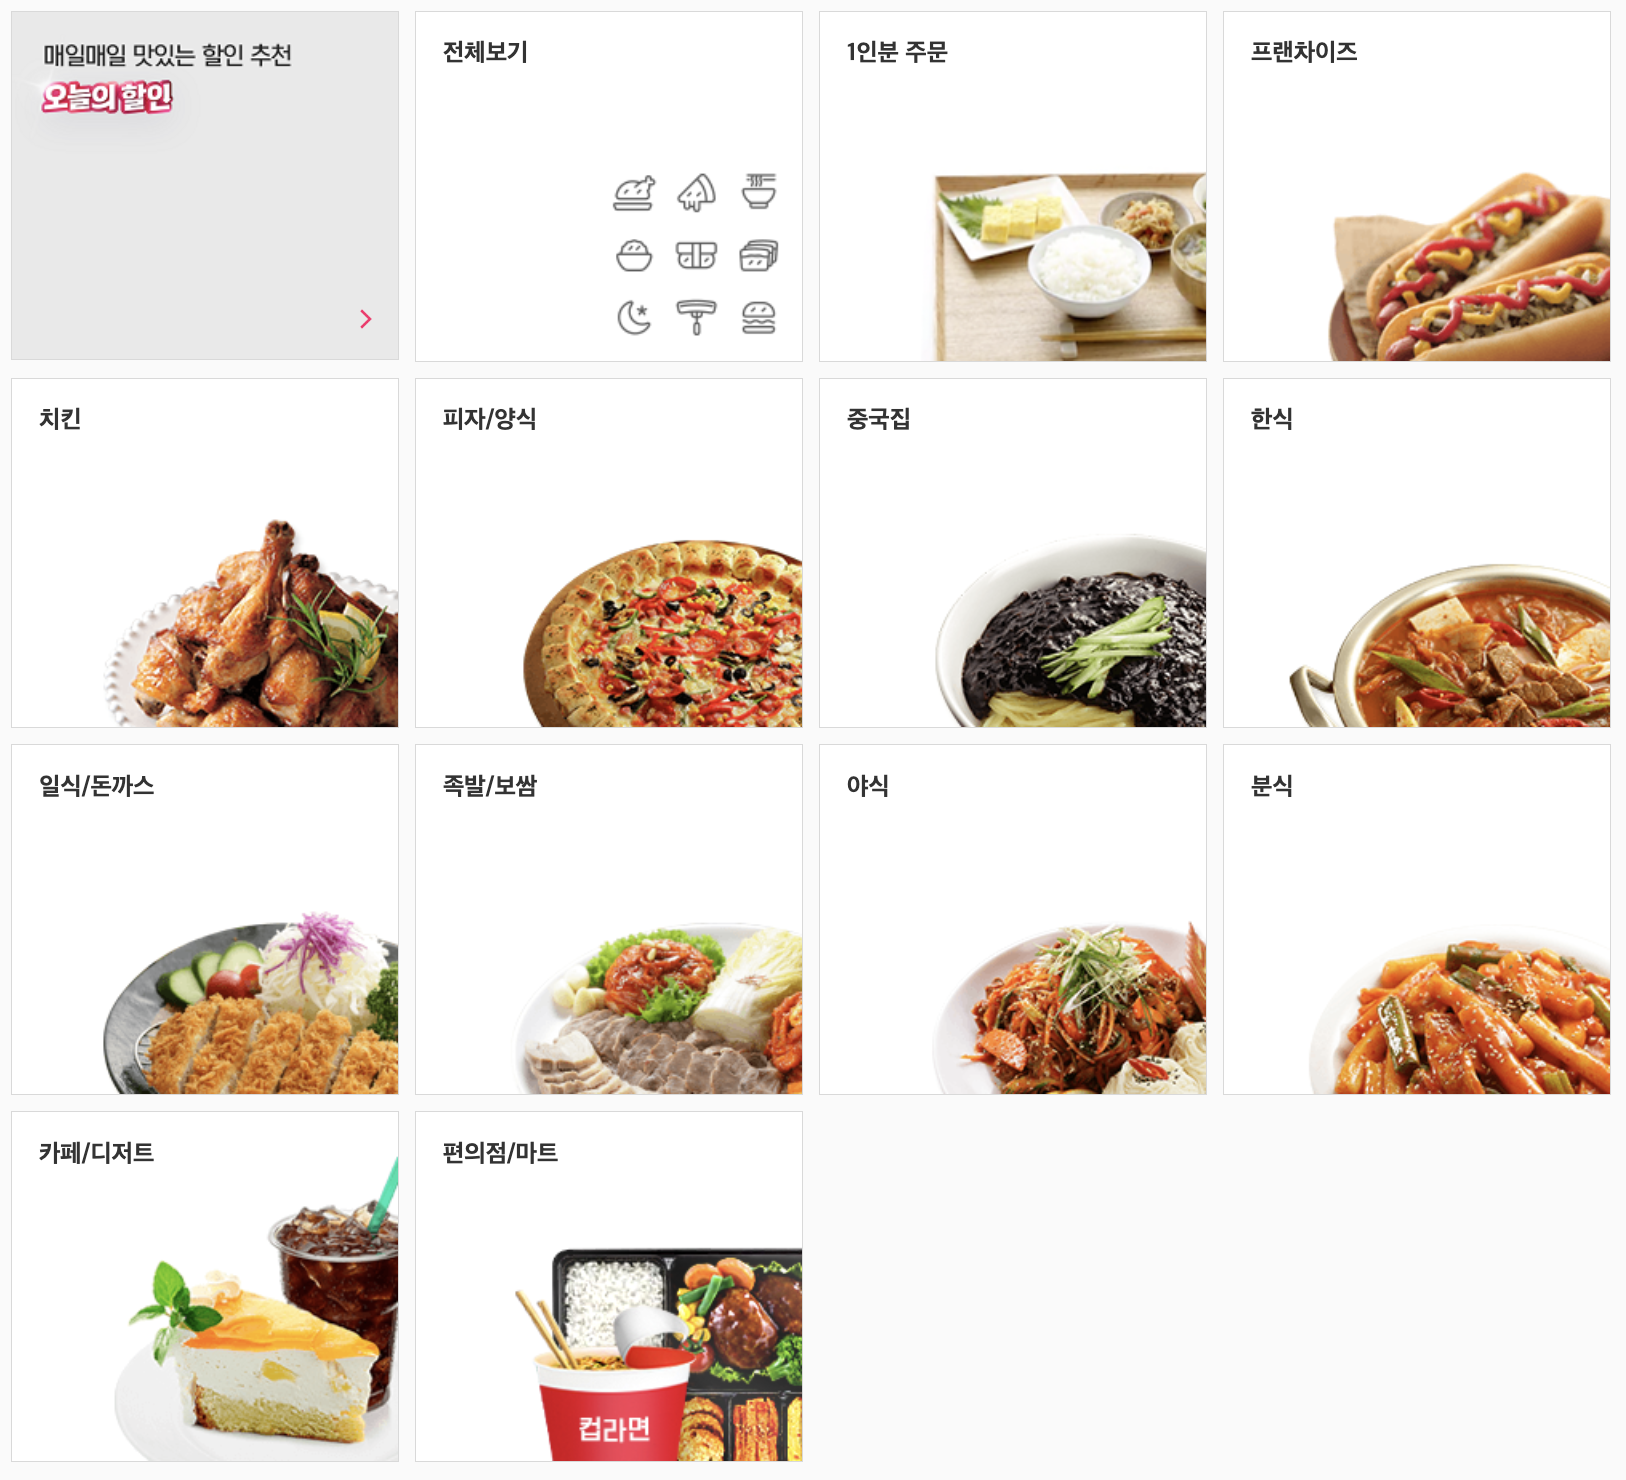 매일매일 맛있는 할인 추천
오늘의 할인
전체보기
1인분 주문
프랜차이즈
치킨
피자/양식
중국집
한식
일식/돈까스
족발/보쌈
야식
분식
카페/디저트
편의점/마트
컵라면